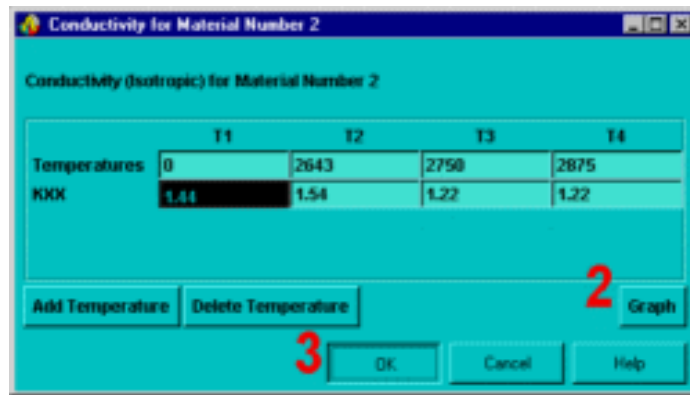 Conductivity for Material Number 2
Conductivity (Isotropic) for Material Number 2
T1 T2 T3 T4
Temperatures 0 2643 2750 2875
KXX 1.44 1.54 1.22 1.22
Add Temperature Delete Temperature 2 Graph
3 OK Cancel Help